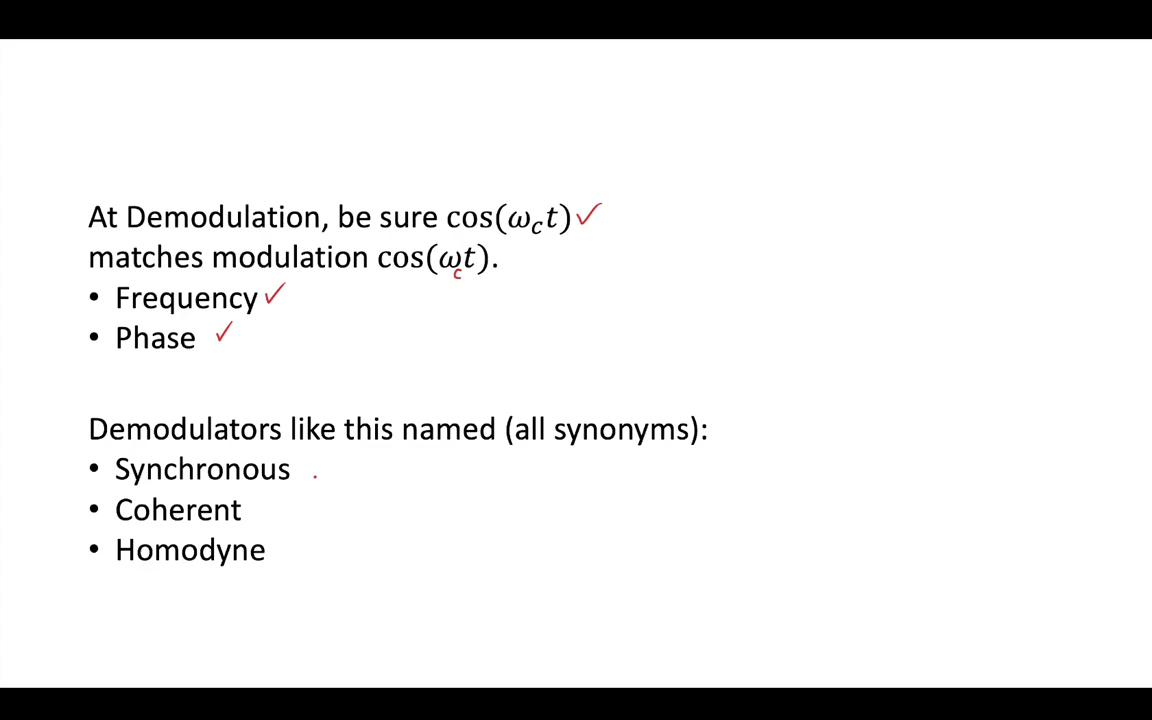 At Demodulation, be sure cos(ω_c t) ✓
matches modulation cos(ω_c t).
• Frequency ✓
• Phase ✓
Demodulators like this named (all synonyms):
• Synchronous
• Coherent
• Homodyne